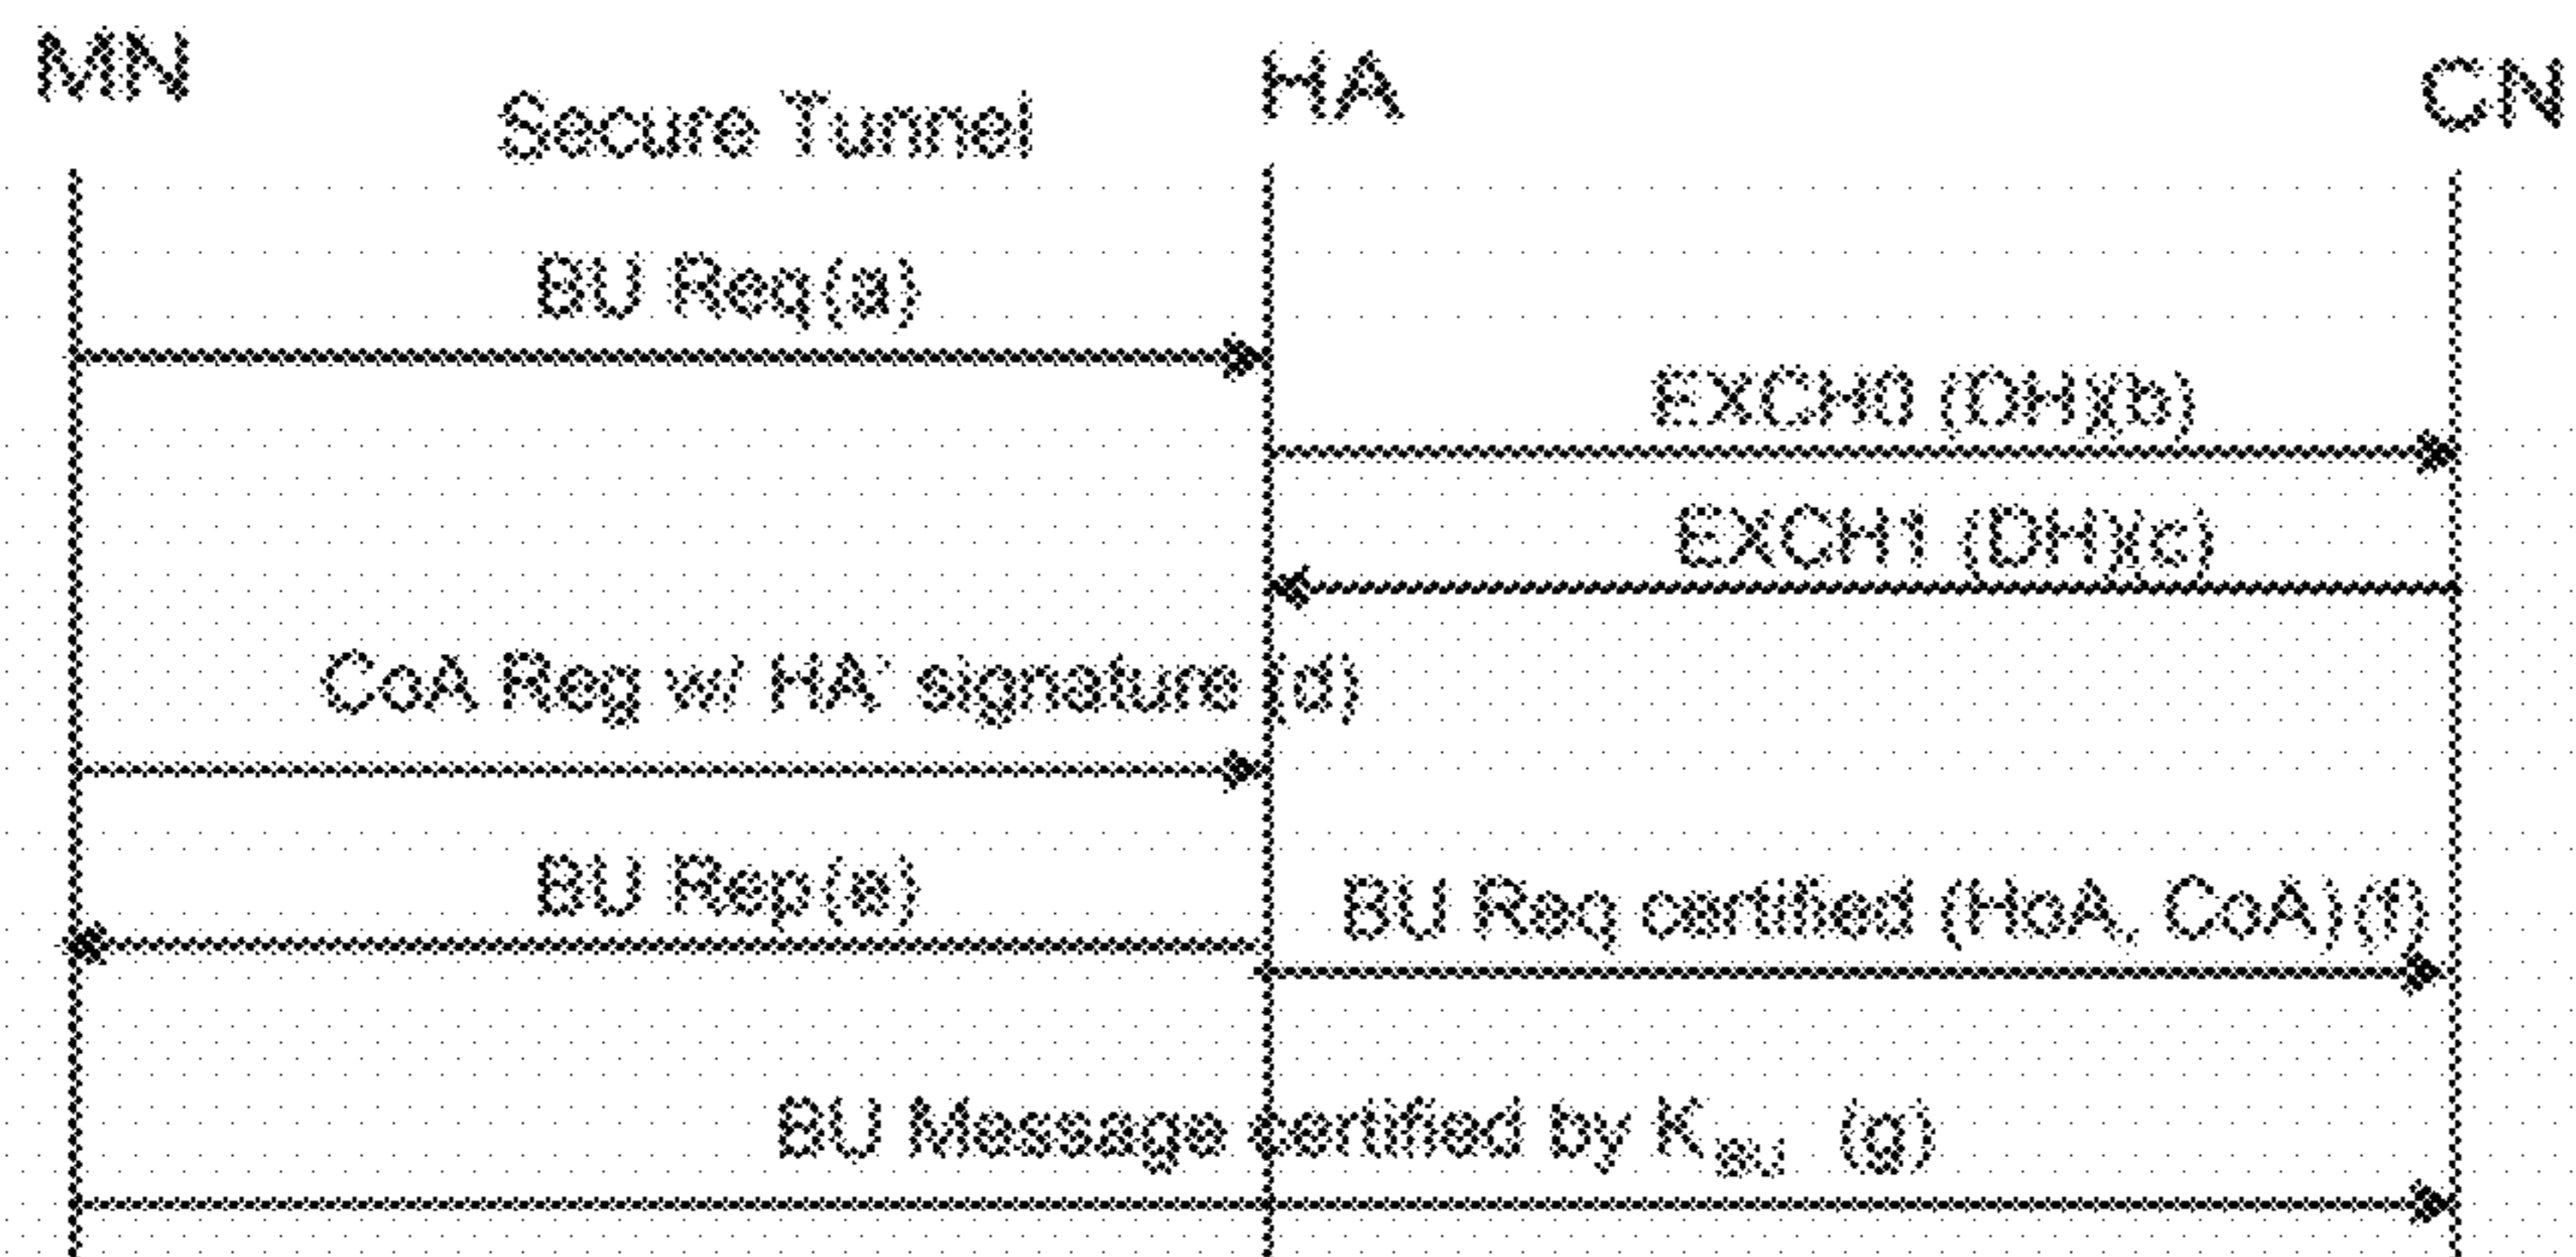 MN
HA
CN
Secure Tunnel
BU Req(a)
EXCH0 (DH)(b)
EXCH1 (DH)(c)
CoA Reg w/ HA' signature (d)
BU Rep(e)
BU Req certified (HoA, CoA)(f)
BU Message certified by K BU (g)